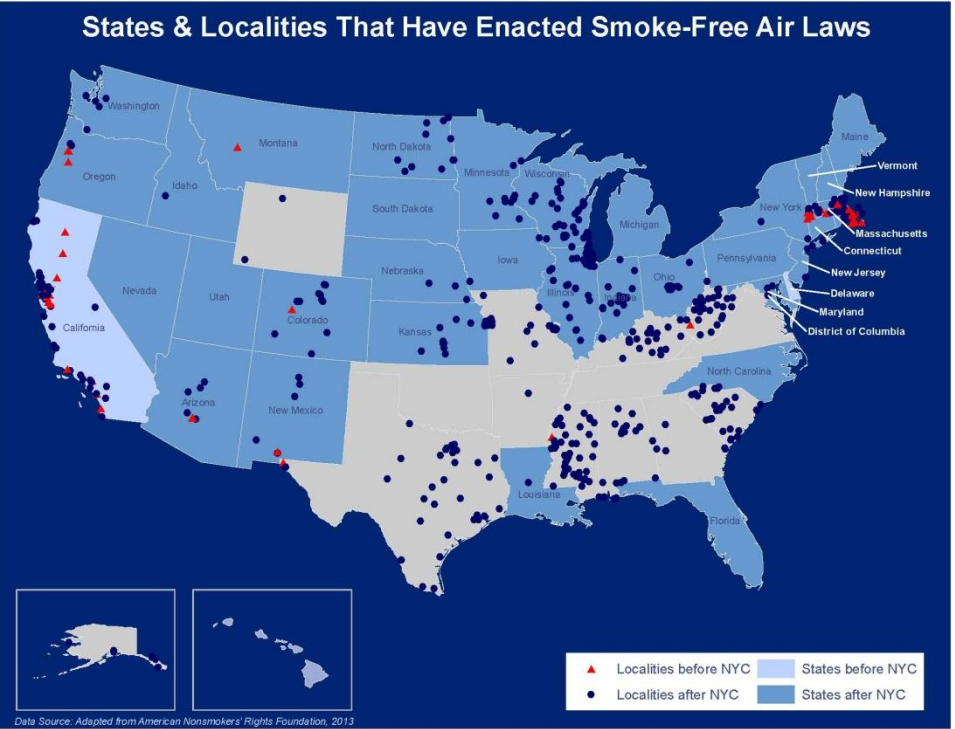 States & Localities That Have Enacted Smoke-Free Air Laws
Washington
Montana
North Dakota
Minnesota
Wisconsin
Maine
Vermont
Oregon
Idaho
South Dakota
Michigan
New York
New Hampshire
Massachusetts
Connecticut
Nevada
Utah
Nebraska
Iowa
Illinois
Indiana
Ohio
Pennsylvania
New Jersey
Delaware
Maryland
District of Columbia
California
Colorado
Kansas
Arizona
New Mexico
North Carolina
Louisiana
Florida
Localities before NYC
States before NYC
Localities after NYC
States after NYC
Data Source: Adapted from American Nonsmokers' Rights Foundation, 2013